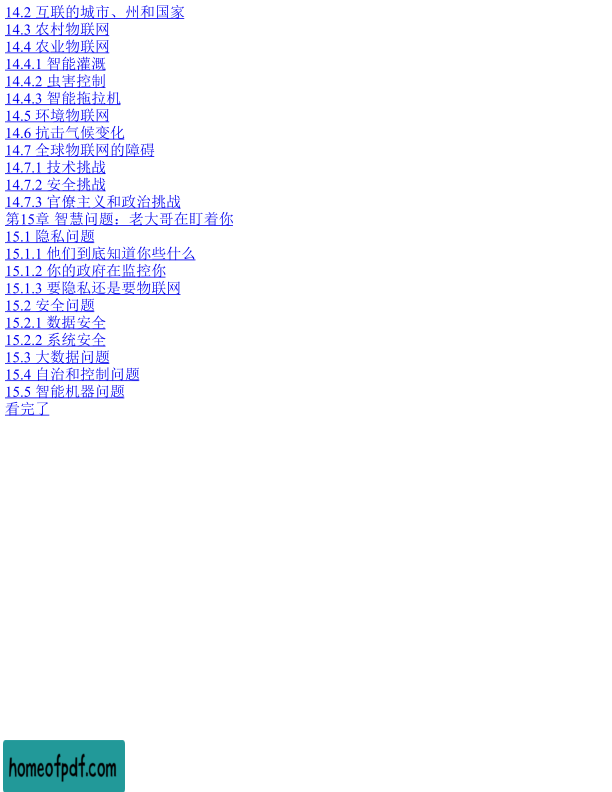 14.2 互联的城市、州和国家
14.3 农村物联网
14.4 农业物联网
14.4.1 智能灌溉
14.4.2 虫害控制
14.4.3 智能拖拉机
14.5 环境物联网
14.6 抗击气候变化
14.7 全球物联网的障碍
14.7.1 技术挑战
14.7.2 安全挑战
14.7.3 官僚主义和政治挑战
第15章 智慧问题：老大哥在盯着你
15.1 隐私问题
15.1.1 他们到底知道你些什么
15.1.2 你的政府在监控你
15.1.3 要隐私还是要物联网
15.2 安全问题
15.2.1 数据安全
15.2.2 系统安全
15.3 大数据问题
15.4 自治和控制问题
15.5 智能机器问题
看完了
homeofpdf.com